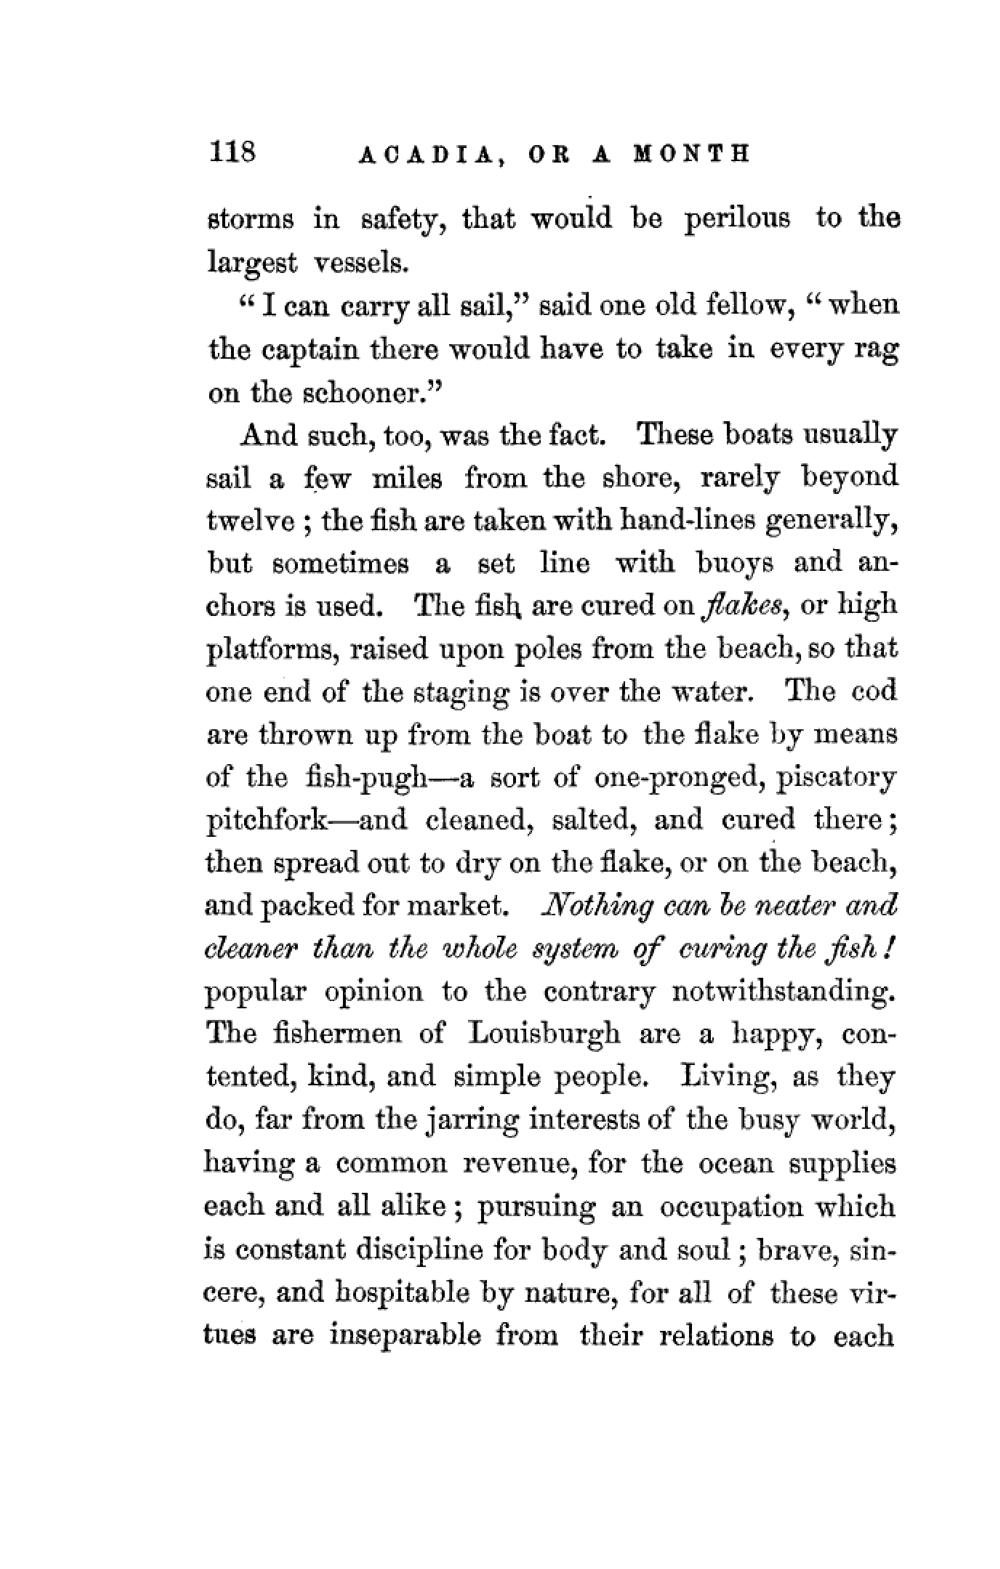 118 ACADIA, OR A MONTH
storms in safety, that would be perilous to the
largest vessels.
“ I can carry all sail,” said one old fellow, “ when
the captain there would have to take in every rag
on the schooner.”
And such, too, was the fact. These boats usually
sail a few miles from the shore, rarely beyond
twelve ; the fish are taken with hand-lines generally,
but sometimes a set line with buoys and an-
chors is used. The fish are cured on flakes, or high
platforms, raised upon poles from the beach, so that
one end of the staging is over the water. The cod
are thrown up from the boat to the flake by means
of the fish-pugh—a sort of one-pronged, piscatory
pitchfork—and cleaned, salted, and cured there ;
then spread out to dry on the flake, or on the beach,
and packed for market. Nothing can be neater and
cleaner than the whole system of curing the fish !
popular opinion to the contrary notwithstanding.
The fishermen of Louisburgh are a happy, con-
tented, kind, and simple people. Living, as they
do, far from the jarring interests of the busy world,
having a common revenue, for the ocean supplies
each and all alike ; pursuing an occupation which
is constant discipline for body and soul ; brave, sin-
cere, and hospitable by nature, for all of these vir-
tues are inseparable from their relations to each